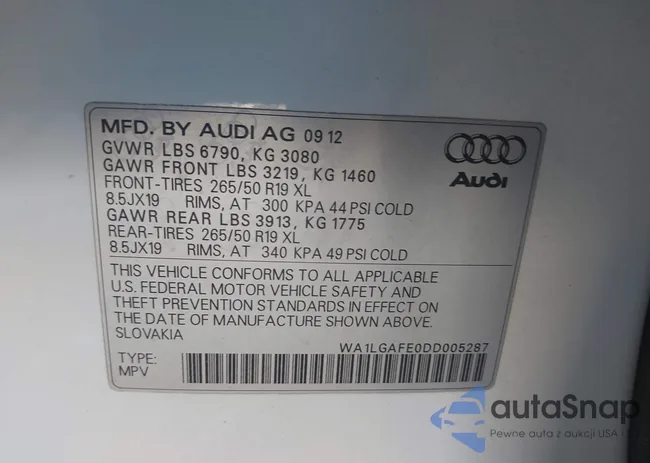 MFD. BY AUDI AG 09 12
GVWR LBS 6790, KG 3080
GAWR FRONT LBS 3219, KG 1460
FRONT-TIRES 265/50 R19 XL
8.5JX19 RIMS, AT 300 KPA 44 PSI COLD
GAWR REAR LBS 3913, KG 1775
REAR-TIRES 265/50 R19 XL
8.5JX19 RIMS, AT 340 KPA 49 PSI COLD
Audi
THIS VEHICLE CONFORMS TO ALL APPLICABLE
U.S. FEDERAL MOTOR VEHICLE SAFETY AND
THEFT PREVENTION STANDARDS IN EFFECT ON
THE DATE OF MANUFACTURE SHOWN ABOVE.
SLOVAKIA
WA1LGAFE0DD005287
TYPE:
MPV
autaSnap
Pewne auta z aukcji USA